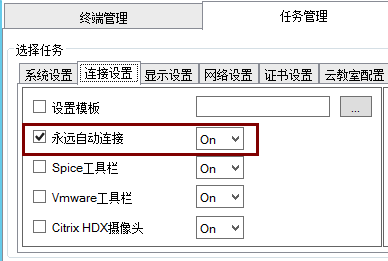 终端管理 任务管理
选择任务
系统设置 连接设置 显示设置 网络设置 证书设置 云教室配置
设置模板 ...
永远自动连接 On
Spice工具栏 On
Vmware工具栏 On
Citrix HDX摄像头 On